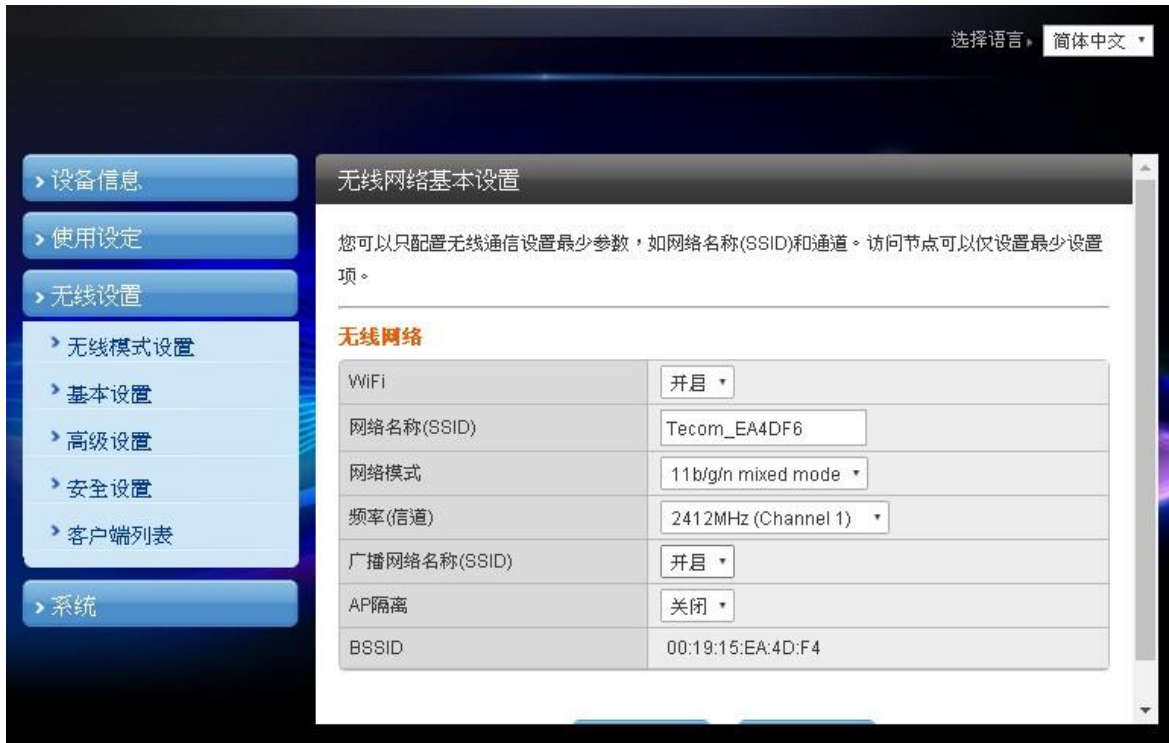 选择语言 简体中文
设备信息
使用设定
无线设置
无线模式设置
基本设置
高级设置
安全设置
客户端列表
系统
无线网络基本设置
您可以只配置无线通信设置最少参数，如网络名称(SSID)和通道。访问节点可以仅设置最少设置
项。
无线网络
WiFi 开启
网络名称(SSID) Tecom_EA4DF6
网络模式 11b/g/n mixed mode
频率(信道) 2412MHz (Channel 1)
广播网络名称(SSID) 开启
AP隔离 关闭
BSSID 00:19:15:EA:4D:F4